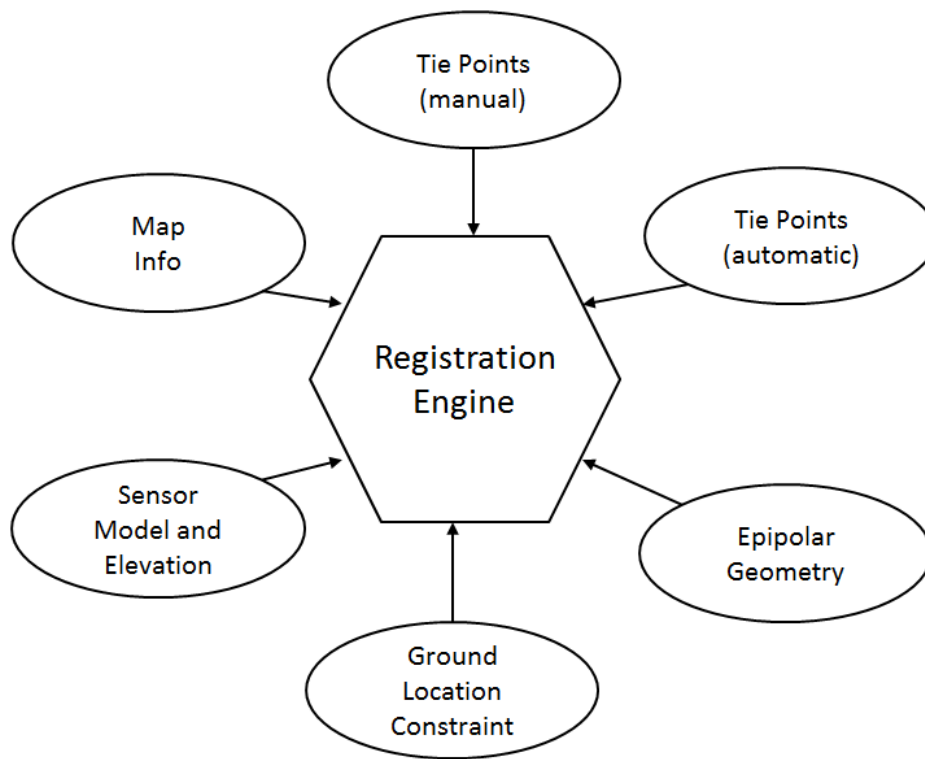 Tie Points
(manual)
Map
Info
Tie Points
(automatic)
Registration
Engine
Sensor
Model and
Elevation
Epipolar
Geometry
Ground
Location
Constraint